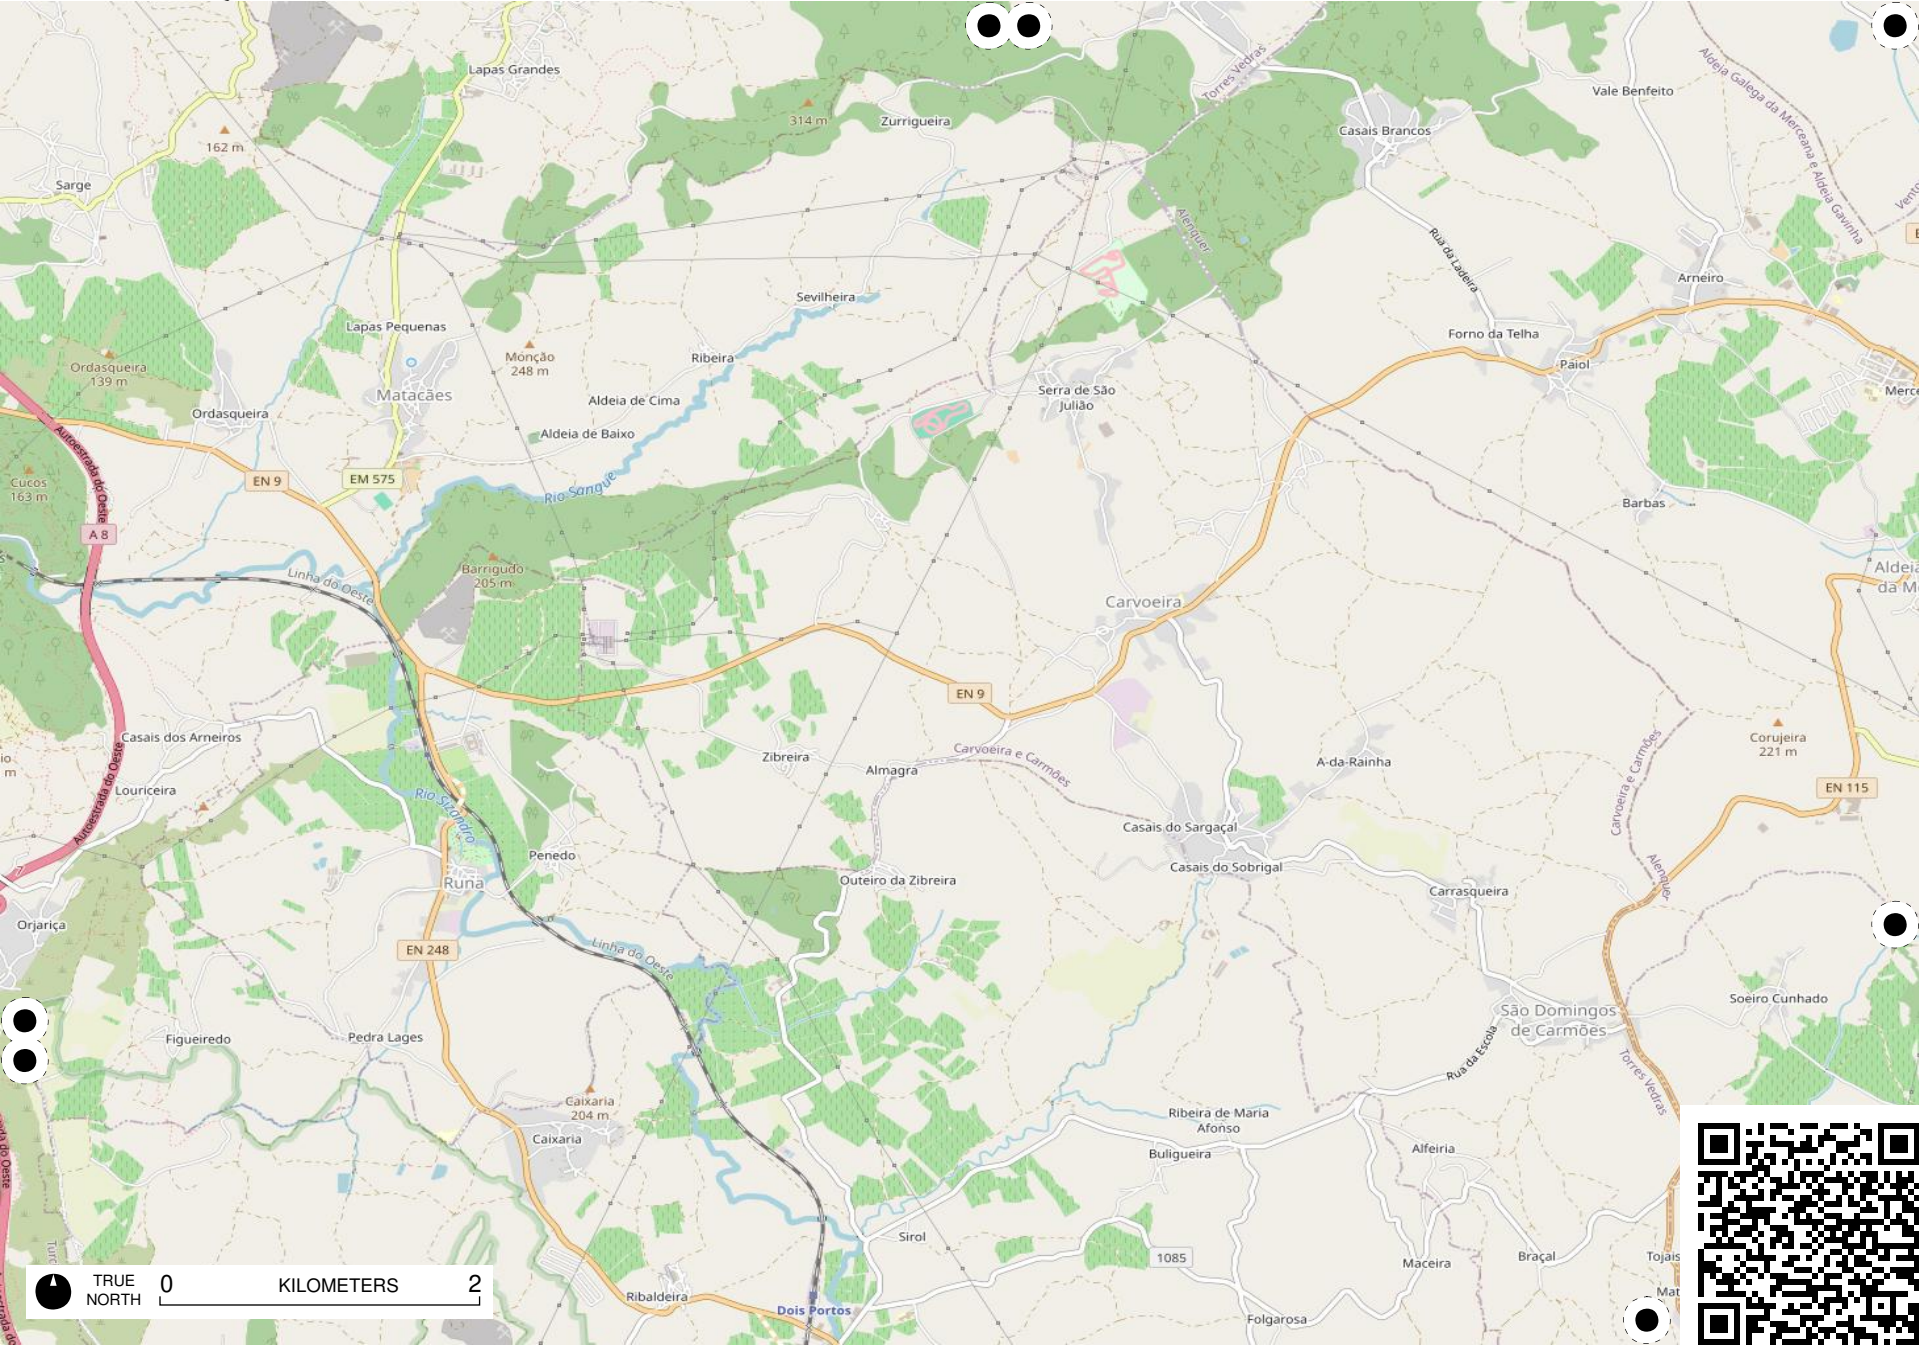 Lapas Grandes
Torres Vedras
Aldeia Galega da Merceana e Aldeia Gavinha
Vale Benfeito
314 m
Zurrigueira
Casais Brancos
162 m
Sarge
Alenquer
Rua da Ladeira
Arneiro
Sevilheira
Lapas Pequenas
Forno da Telha
Monção
248 m
Ribeira
Paiol
Ordasqueira
139 m
Matacães
Aldeia de Cima
Serra de São
Julião
Merce
Ordasqueira
Aldeia de Baixo
Autoestrada do Oeste
EN 9
EM 575
Cucos
163 m
Rio Sangue
Barbas
A 8
Barrigudo
205 m
Linha do Oeste
Aldeia
da M
Carvoeira
EN 9
Carvoeira e Carmões
Corujeira
221 m
Casais dos Arneiros
Zibreira
Almagra
Carvoeira e Carmões
A-da-Rainha
Autoestrada do Oeste
Louriceira
Rio Sizandro
EN 115
Casais do Sargaçal
Penedo
Casais do Sobrigal
Runa
Outeiro da Zibreira
Carrasqueira
Alenquer
Orjariça
EN 248
Linha do Oeste
Soeiro Cunhado
São Domingos
de Carmões
Figueiredo
Pedra Lages
Rua da Escola
Torres Vedras
Caixaria
204 m
Caixaria
Ribeira de Maria
Afonso
Buligueira
Alfeiria
Sirol
1085
Maceira
Braçal
Tojais
Mat
Ribaldeira
Dois Portos
Folgarosa
TRUE
NORTH
0 KILOMETERS 2